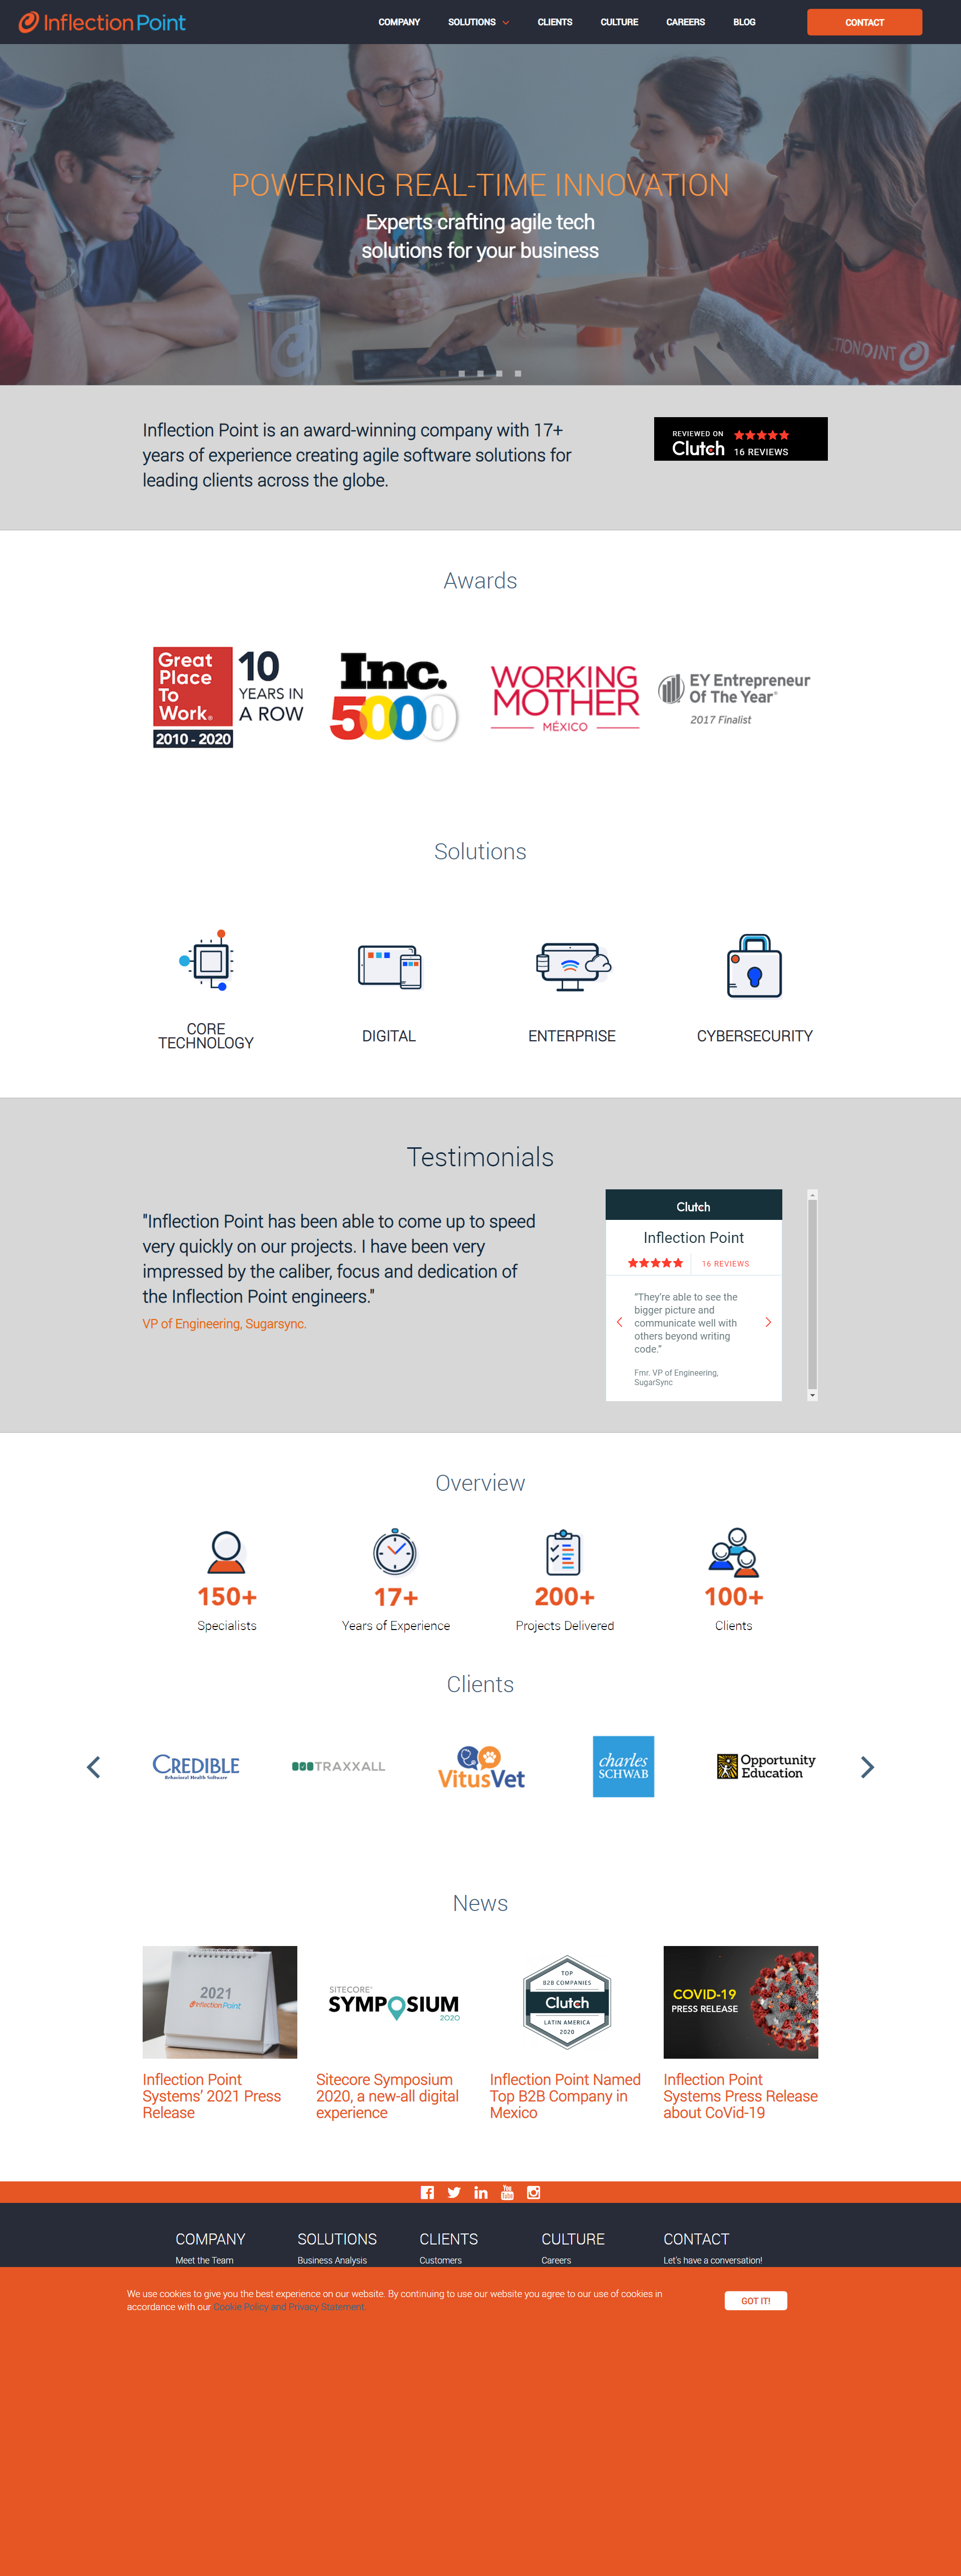 Inflection Point
COMPANY
SOLUTIONS
CLIENTS
CULTURE
CAREERS
BLOG
CONTACT
POWERING REAL-TIME INNOVATION
Experts crafting agile tech
solutions for your business
Inflection Point is an award-winning company with 17+
years of experience creating agile software solutions for
leading clients across the globe.
REVIEWED ON
Clutch
16 REVIEWS
Awards
Great
Place
To
Work®
2010 - 2020
10
YEARS IN
A ROW
Inc.
5000
WORKING
MOTHER
MÉXICO
EY Entrepreneur
Of The Year®
2017 Finalist
Solutions
CORE
TECHNOLOGY
DIGITAL
ENTERPRISE
CYBERSECURITY
Testimonials
"Inflection Point has been able to come up to speed
very quickly on our projects. I have been very
impressed by the caliber, focus and dedication of
the Inflection Point engineers."
VP of Engineering, Sugarsync.
Clutch
Inflection Point
16 REVIEWS
“They're able to see the
bigger picture and
communicate well with
others beyond writing
code.”
Fmr. VP of Engineering,
SugarSync
Overview
150+
Specialists
17+
Years of Experience
200+
Projects Delivered
100+
Clients
Clients
CREDIBLE
Behavioral Health Software
TRAXXALL
VitusVet
charles
SCHWAB
Opportunity
Education
News
2021
Inflection Point
SITECORE®
SYMPOSIUM
2020
TOP
B2B COMPANIES
Clutch
LATIN AMERICA
2020
COVID-19
PRESS RELEASE
Inflection Point
Systems' 2021 Press
Release
Sitecore Symposium
2020, a new-all digital
experience
Inflection Point Named
Top B2B Company in
Mexico
Inflection Point
Systems Press Release
about CoVid-19
You
Tube
COMPANY
Meet the Team
SOLUTIONS
Business Analysis
CLIENTS
Customers
CULTURE
Careers
CONTACT
Let's have a conversation!
We use cookies to give you the best experience on our website. By continuing to use our website you agree to our use of cookies in
accordance with our Cookie Policy and Privacy Statement.
GOT IT!